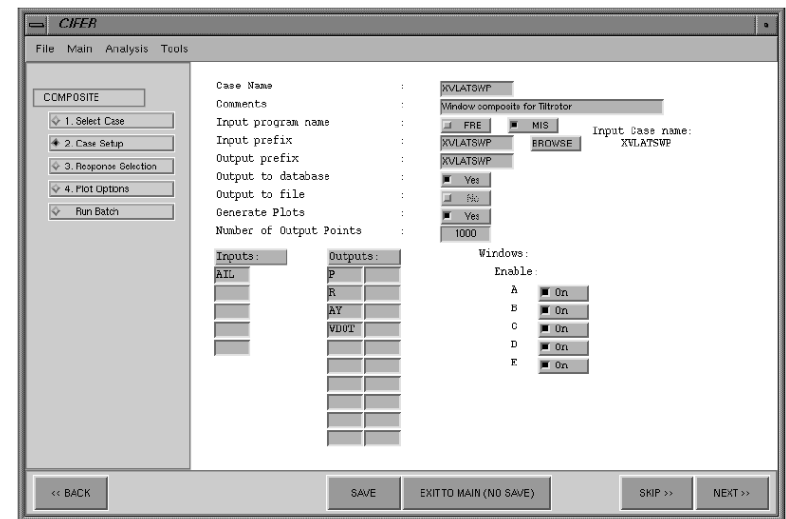 CIFER
File Main Analysis Tools
COMPOSITE
1. Select Case
2. Case Setup
3. Response Selection
4. Plot Options
Run Batch
Case Name : XVLATSWP
Comments : Window composite for Tiltrotor
Input program name : FRE MIS
Input prefix : XVLATSWP BROWSE
Input Case name:
XVLATSWP
Output prefix : XVLATSWP
Output to database : Yes
Output to file : No
Generate Plots : Yes
Number of Output Points : 1000
Inputs: Outputs:
AIL P
R
AY
VDOT
Windows:
Enable:
A On
B On
C On
D On
E On
<< BACK SAVE EXIT TO MAIN (NO SAVE) SKIP >> NEXT >>